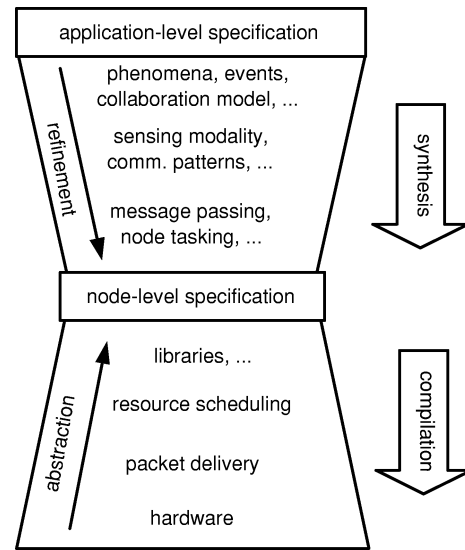 application-level specification
phenomena, events,
collaboration model, ...
refinement
sensing modality,
comm. patterns, ...
synthesis
message passing,
node tasking, ...
node-level specification
libraries, ...
abstraction
resource scheduling
compilation
packet delivery
hardware